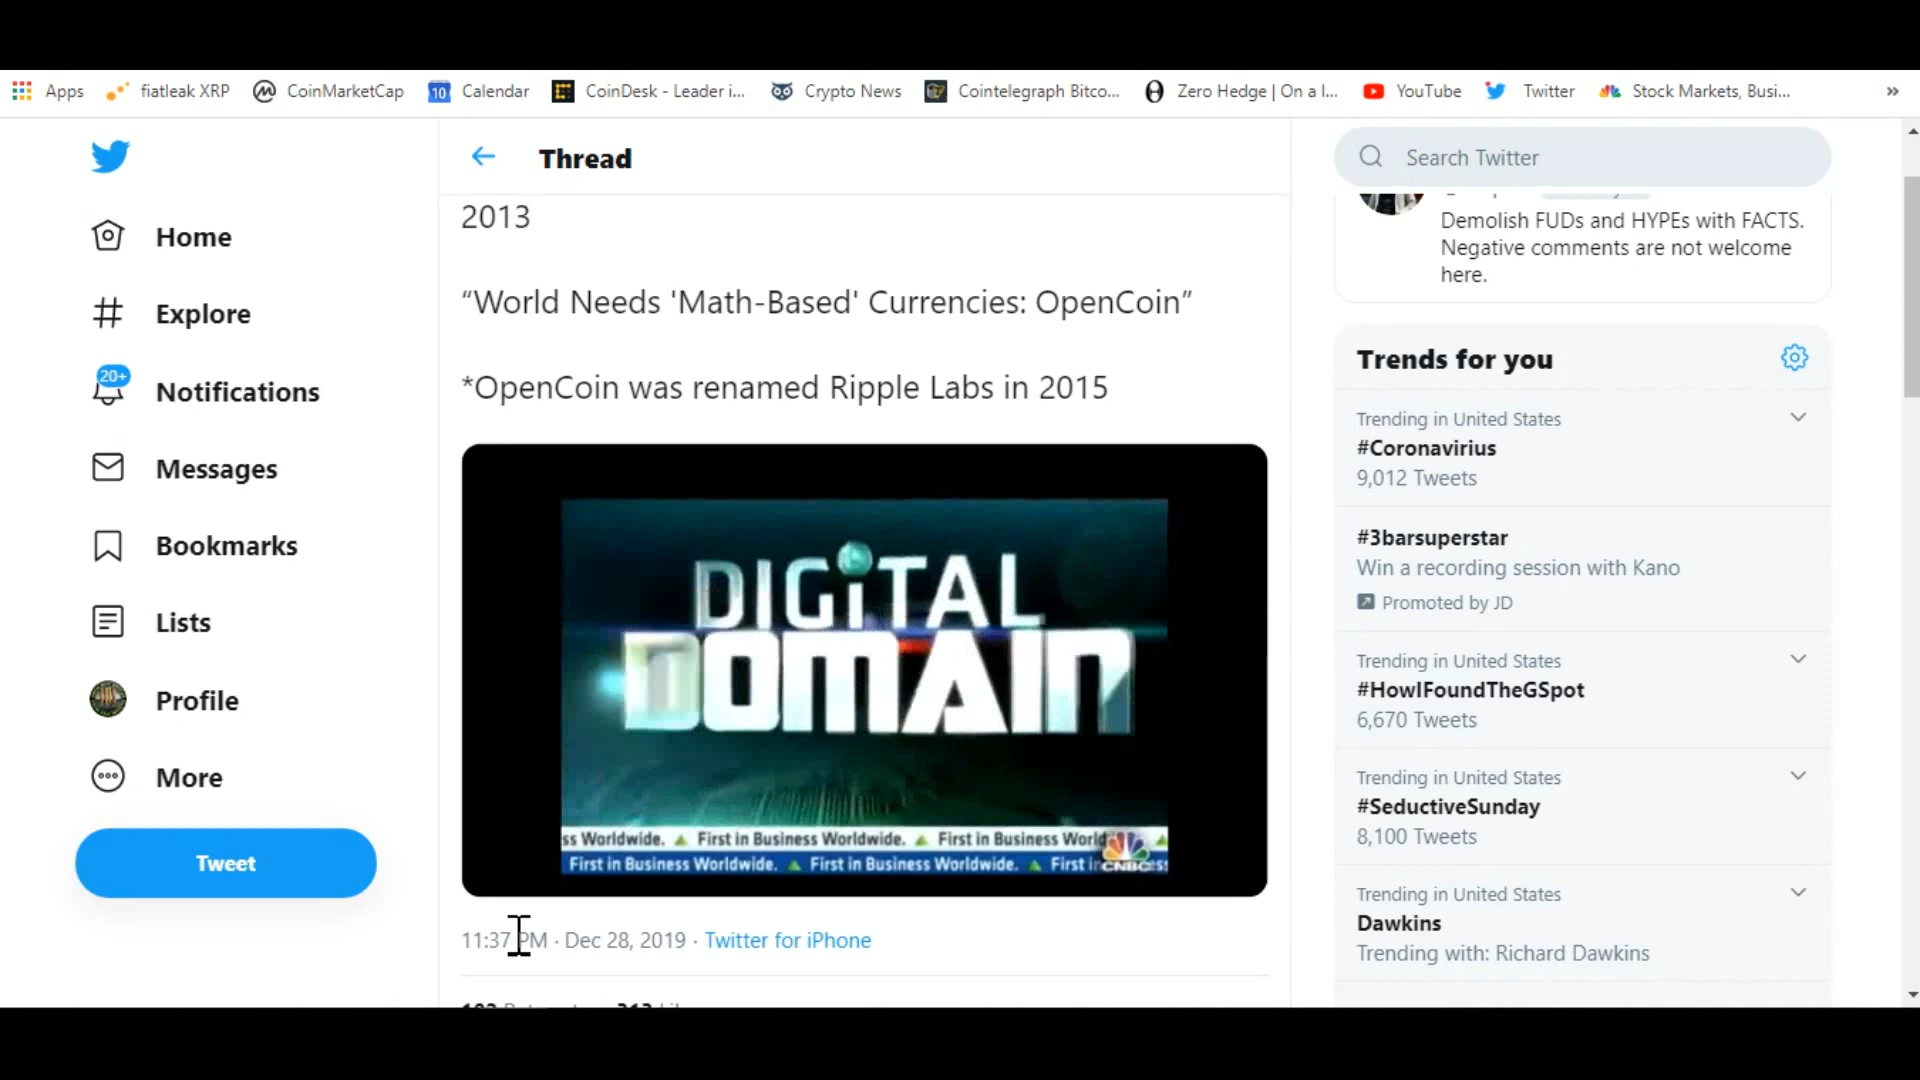 Apps fiatleak XRP CoinMarketCap 10 Calendar CoinDesk - Leader i... Crypto News Cointelegraph Bitco... Zero Hedge | On a l... YouTube Twitter Stock Markets, Busi... »
Home
Explore
20+
Notifications
Messages
Bookmarks
Lists
Profile
More
Tweet
Thread
2013
“World Needs 'Math-Based' Currencies: OpenCoin”
*OpenCoin was renamed Ripple Labs in 2015
DIGiTAL
DOMAIN
ss Worldwide. First in Business Worldwide. First in Business World
First in Business Worldwide. First in Business Worldwide. First in
CNBC
11:37 PM · Dec 28, 2019 · Twitter for iPhone
Search Twitter
Demolish FUDs and HYPEs with FACTS.
Negative comments are not welcome
here.
Trends for you
Trending in United States
#Coronavirius
9,012 Tweets
#3barsuperstar
Win a recording session with Kano
Promoted by JD
Trending in United States
#HowIFoundTheGSpot
6,670 Tweets
Trending in United States
#SeductiveSunday
8,100 Tweets
Trending in United States
Dawkins
Trending with: Richard Dawkins